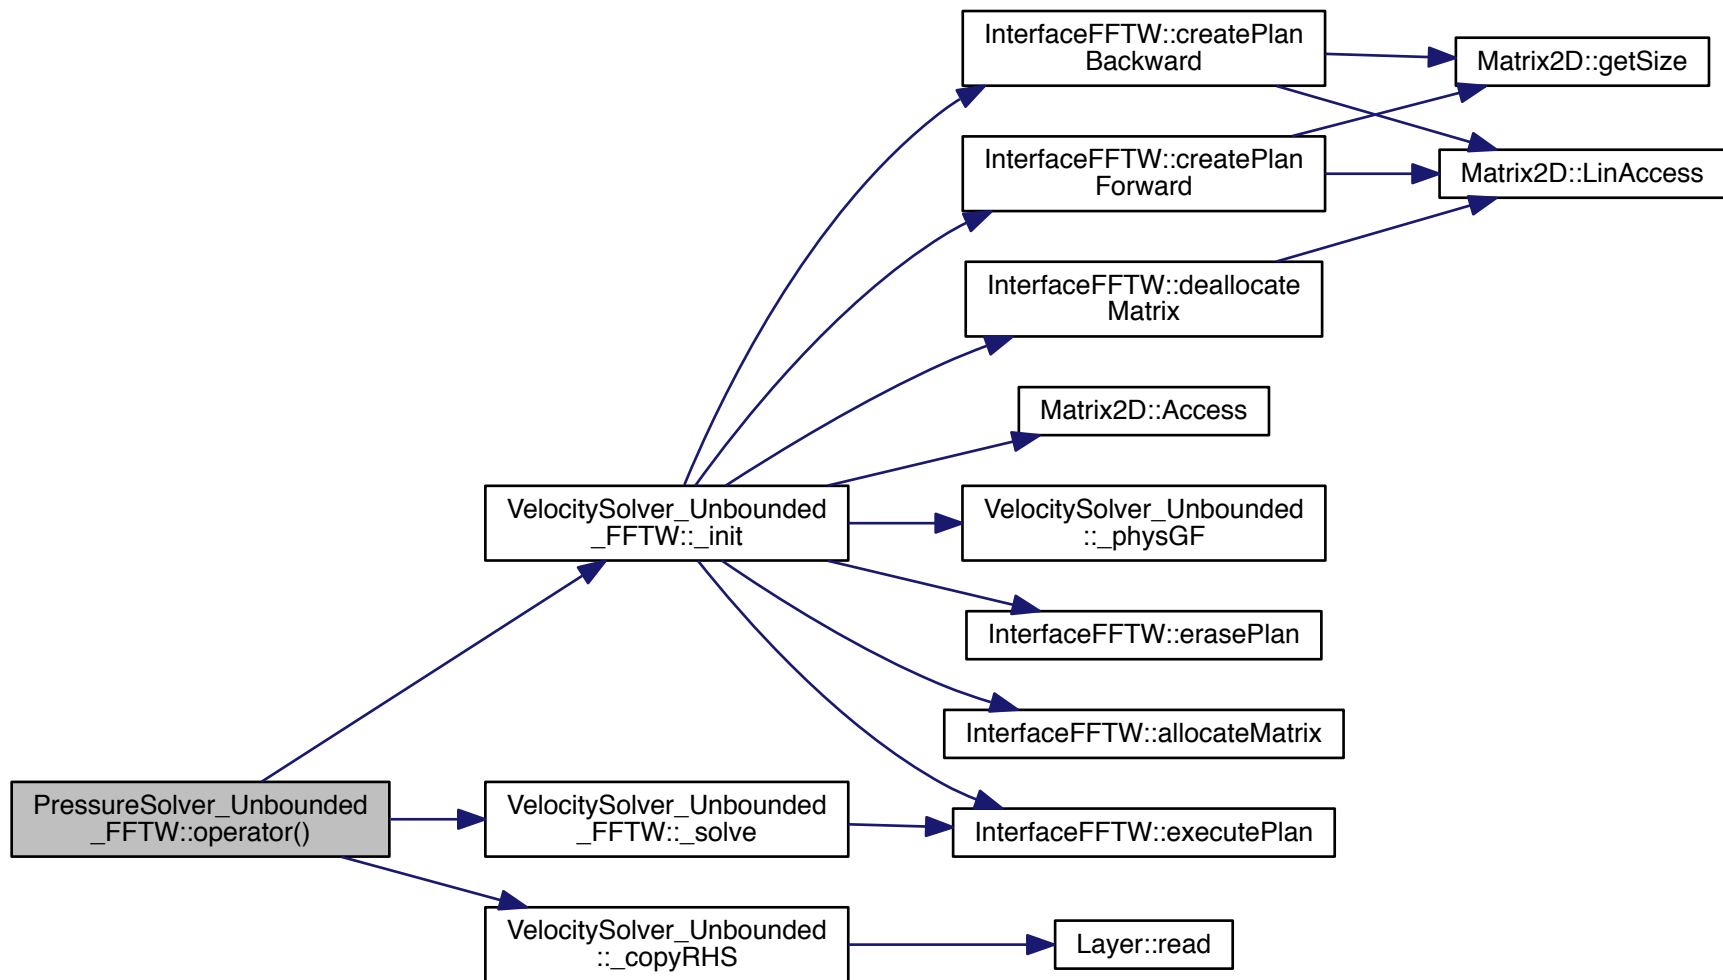 InterfaceFFTW::createPlan
Backward
Matrix2D::getSize
InterfaceFFTW::createPlan
Forward
Matrix2D::LinAccess
InterfaceFFTW::deallocate
Matrix
Matrix2D::Access
VelocitySolver_Unbounded
_FFTW::_init
VelocitySolver_Unbounded
::_physGF
InterfaceFFTW::erasePlan
InterfaceFFTW::allocateMatrix
PressureSolver_Unbounded
_FFTW::operator()
VelocitySolver_Unbounded
_FFTW::_solve
InterfaceFFTW::executePlan
VelocitySolver_Unbounded
::_copyRHS
Layer::read